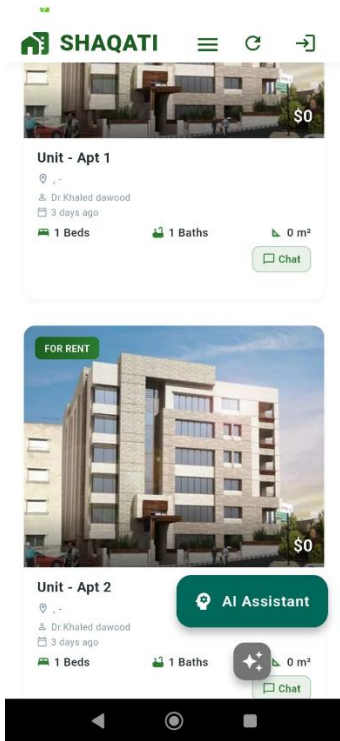 SHAQATI
$0
Unit - Apt 1
, -
Dr.Khaled dawood
3 days ago
1 Beds 1 Baths 0 m²
Chat
FOR RENT
$0
Unit - Apt 2
, -
Dr.Khaled dawood
3 days ago
AI Assistant
1 Beds 1 Baths 0 m²
Chat